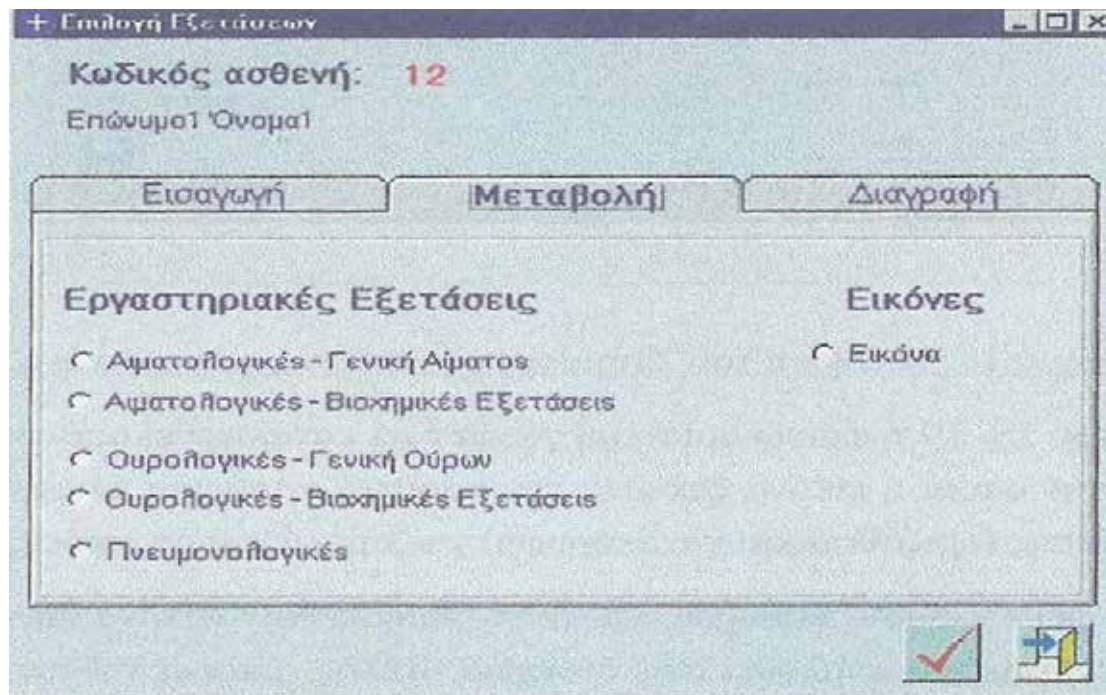 Επιλογή Εξετάσεων
Κωδικός ασθενή: 12
Επώνυμο1 Όνομα1
Εισαγωγή Μεταβολή Διαγραφή
Εργαστηριακές Εξετάσεις
Αιματολογικές - Γενική Αίματος
Αιματολογικές - Βιοχημικές Εξετάσεις
Ουρολογικές - Γενική Ούρων
Ουρολογικές - Βιοχημικές Εξετάσεις
Πνευμονολογικές
Εικόνες
Εικόνα